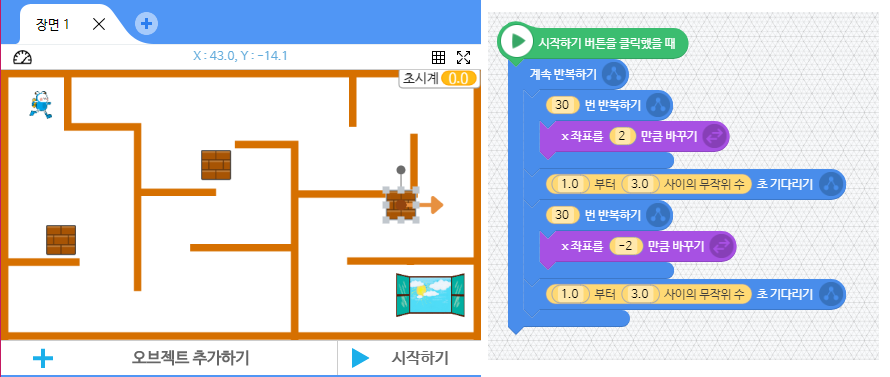 장면 1
X : 43.0, Y : -14.1
초시계 0.0
오브젝트 추가하기
시작하기
시작하기 버튼을 클릭했을 때
계속 반복하기
30 번 반복하기
x 좌표를 2 만큼 바꾸기
1.0 부터 3.0 사이의 무작위 수 초 기다리기
30 번 반복하기
x 좌표를 -2 만큼 바꾸기
1.0 부터 3.0 사이의 무작위 수 초 기다리기